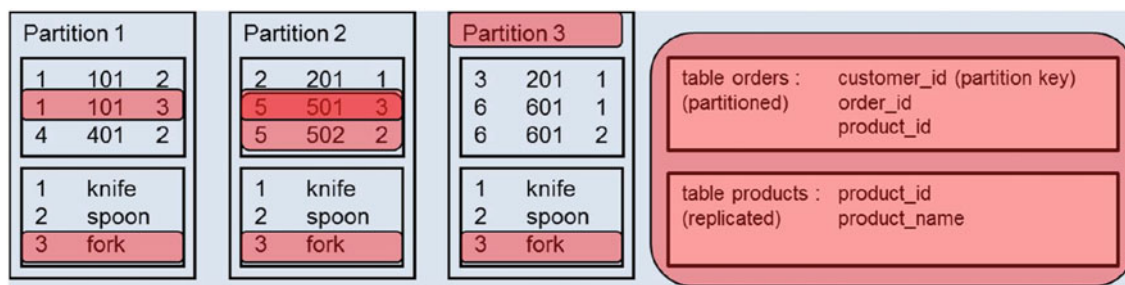 Partition 1
1 101 2
1 101 3
4 401 2
1 knife
2 spoon
3 fork
Partition 2
2 201 1
5 501 3
5 502 2
1 knife
2 spoon
3 fork
Partition 3
3 201 1
6 601 1
6 601 2
1 knife
2 spoon
3 fork
table orders : customer_id (partition key)
(partitioned) order_id
product_id
table products : product_id
(replicated) product_name